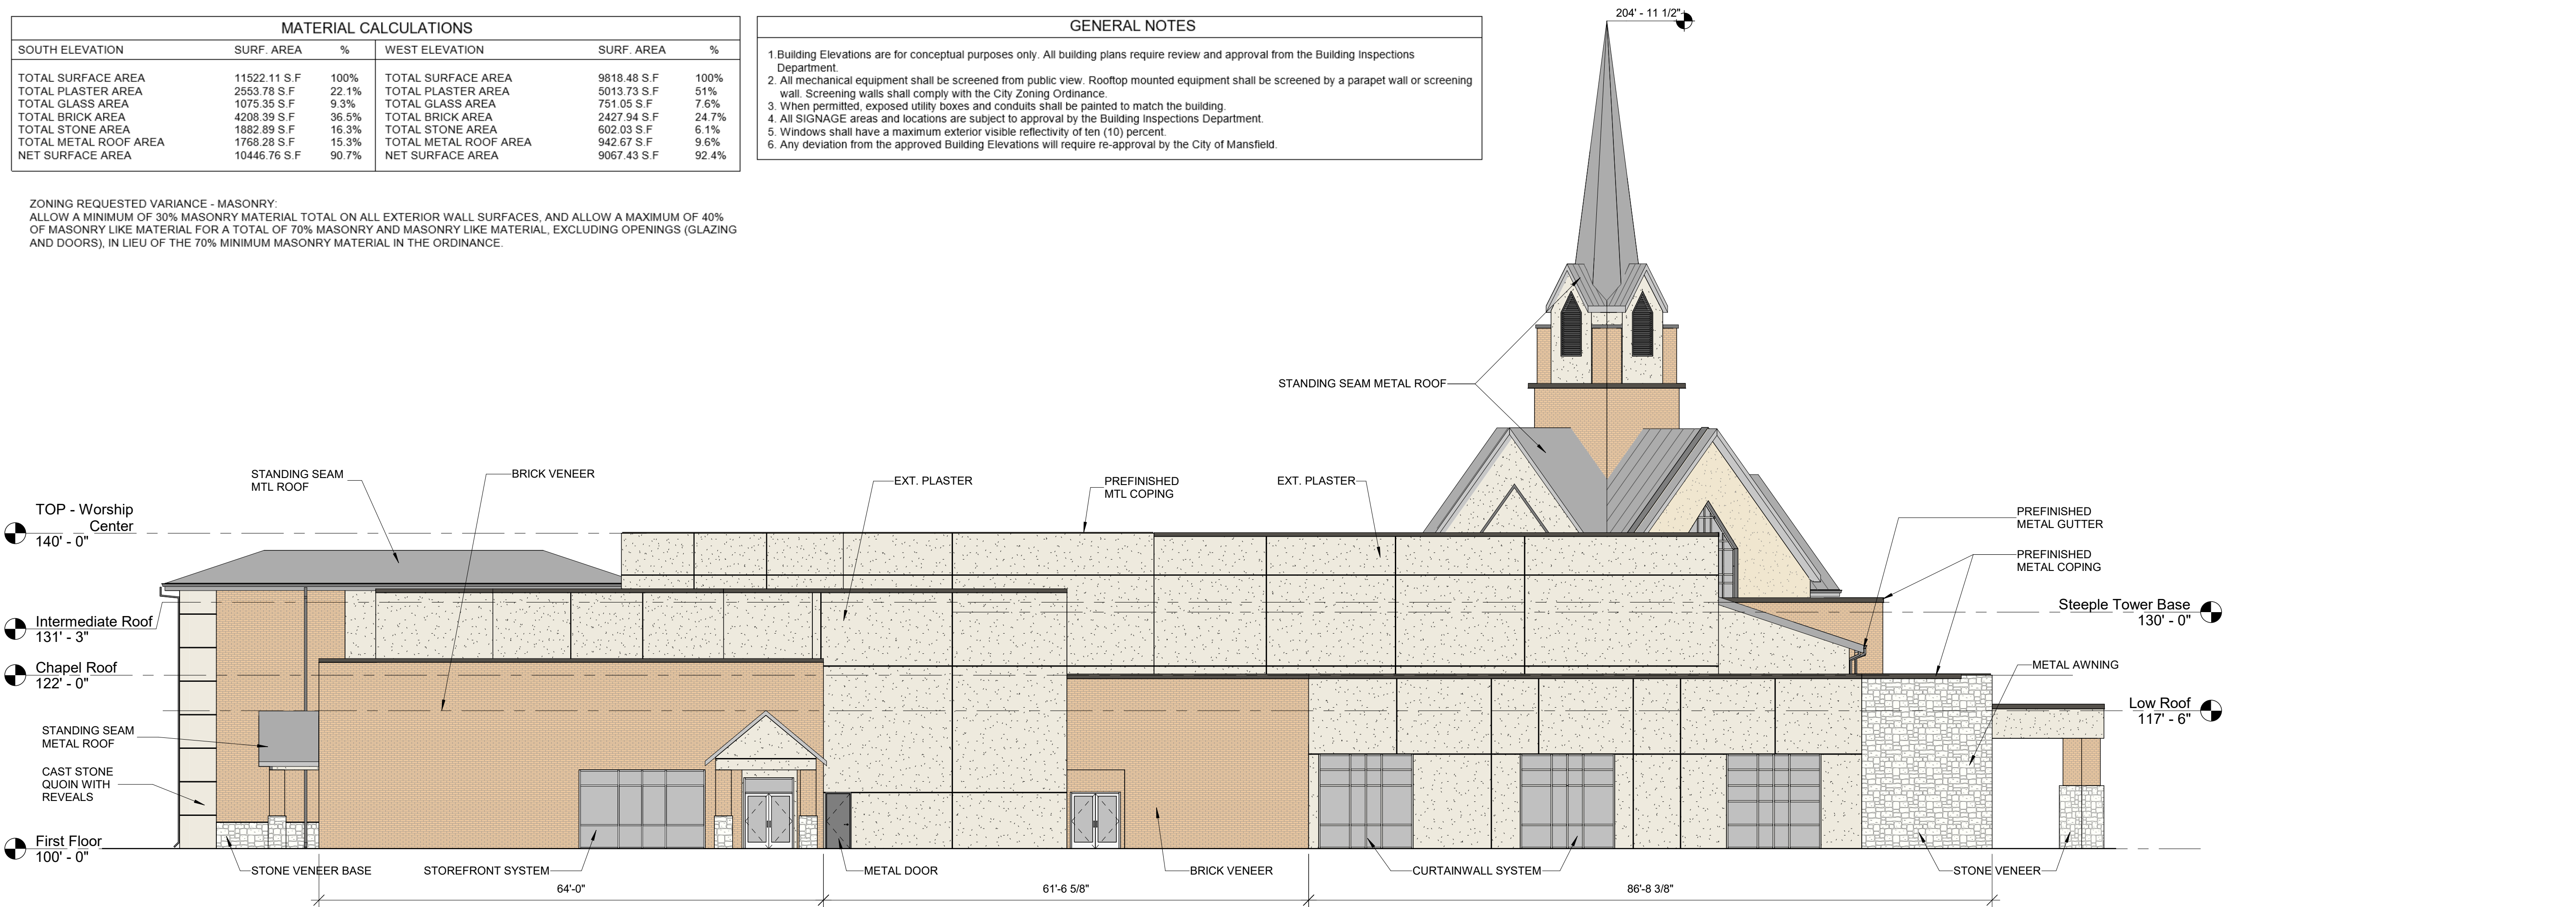 MATERIAL CALCULATIONS
SOUTH ELEVATION SURF. AREA % WEST ELEVATION SURF. AREA %
TOTAL SURFACE AREA 11522.11 S.F 100% TOTAL SURFACE AREA 9818.48 S.F 100%
TOTAL PLASTER AREA 2553.78 S.F 22.1% TOTAL PLASTER AREA 5013.73 S.F 51%
TOTAL GLASS AREA 1075.35 S.F 9.3% TOTAL GLASS AREA 751.05 S.F 7.6%
TOTAL BRICK AREA 4208.39 S.F 36.5% TOTAL BRICK AREA 2427.94 S.F 24.7%
TOTAL STONE AREA 1882.89 S.F 16.3% TOTAL STONE AREA 602.03 S.F 6.1%
TOTAL METAL ROOF AREA 1768.28 S.F 15.3% TOTAL METAL ROOF AREA 942.67 S.F 9.6%
NET SURFACE AREA 10446.76 S.F 90.7% NET SURFACE AREA 9067.43 S.F 92.4%
GENERAL NOTES
1.Building Elevations are for conceptual purposes only. All building plans require review and approval from the Building Inspections
Department.
2. All mechanical equipment shall be screened from public view. Rooftop mounted equipment shall be screened by a parapet wall or screening
wall. Screening walls shall comply with the City Zoning Ordinance.
3. When permitted, exposed utility boxes and conduits shall be painted to match the building.
4. All SIGNAGE areas and locations are subject to approval by the Building Inspections Department.
5. Windows shall have a maximum exterior visible reflectivity of ten (10) percent.
6. Any deviation from the approved Building Elevations will require re-approval by the City of Mansfield.
204' - 11 1/2"
ZONING REQUESTED VARIANCE - MASONRY:
ALLOW A MINIMUM OF 30% MASONRY MATERIAL TOTAL ON ALL EXTERIOR WALL SURFACES, AND ALLOW A MAXIMUM OF 40%
OF MASONRY LIKE MATERIAL FOR A TOTAL OF 70% MASONRY AND MASONRY LIKE MATERIAL, EXCLUDING OPENINGS (GLAZING
AND DOORS), IN LIEU OF THE 70% MINIMUM MASONRY MATERIAL IN THE ORDINANCE.
STANDING SEAM METAL ROOF
STANDING SEAM
MTL ROOF
BRICK VENEER
EXT. PLASTER
PREFINISHED
MTL COPING
EXT. PLASTER
TOP - Worship
Center
140' - 0"
PREFINISHED
METAL GUTTER
PREFINISHED
METAL COPING
Intermediate Roof
131' - 3"
Steeple Tower Base
130' - 0"
Chapel Roof
122' - 0"
METAL AWNING
Low Roof
117' - 6"
STANDING SEAM
METAL ROOF
CAST STONE
QUOIN WITH
REVEALS
First Floor
100' - 0"
STONE VENEER BASE
STOREFRONT SYSTEM
METAL DOOR
BRICK VENEER
CURTAINWALL SYSTEM
STONE VENEER
64'-0"
61'-6 5/8"
86'-8 3/8"